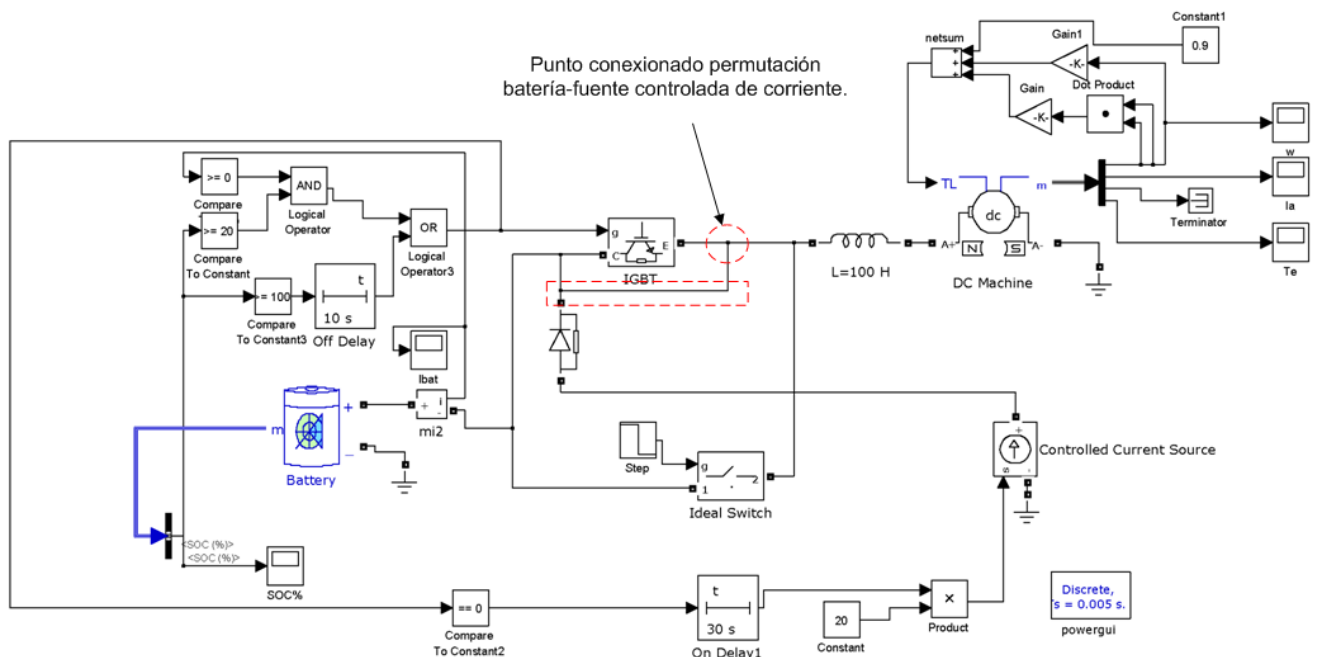 Constant1
netsum
Gain1
0.9
Punto conexionado permutación
batería-fuente controlada de corriente.
-K-
Gain
Dot Product
-K-
w
>= 0
AND
Compare
Logical
Operator
OR
>= 20
Compare
To Constant
Logical
Operator3
g
C
E
IGBT
TL
m
dc
A+
N
S
A-
DC Machine
L=100 H
Terminator
Ia
Te
t
10 s
Off Delay
= 100
Compare
To Constant3
Ibat
+
i
-
mi2
m
+
−
Battery
Step
g
1
2
Ideal Switch
+
s
-
Controlled Current Source
<SOC (%)>
<SOC (%)>
SOC%
== 0
Compare
To Constant2
t
30 s
On Delay1
20
Constant
×
Product
Discrete,
s = 0.005 s.
powergui